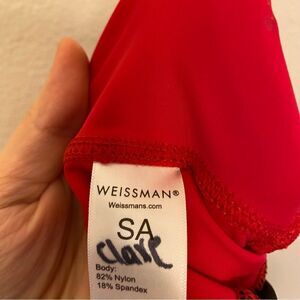 WEISSMAN®
Weissmans.com
SA
Claire
Body:
82% Nylon
18% Spandex